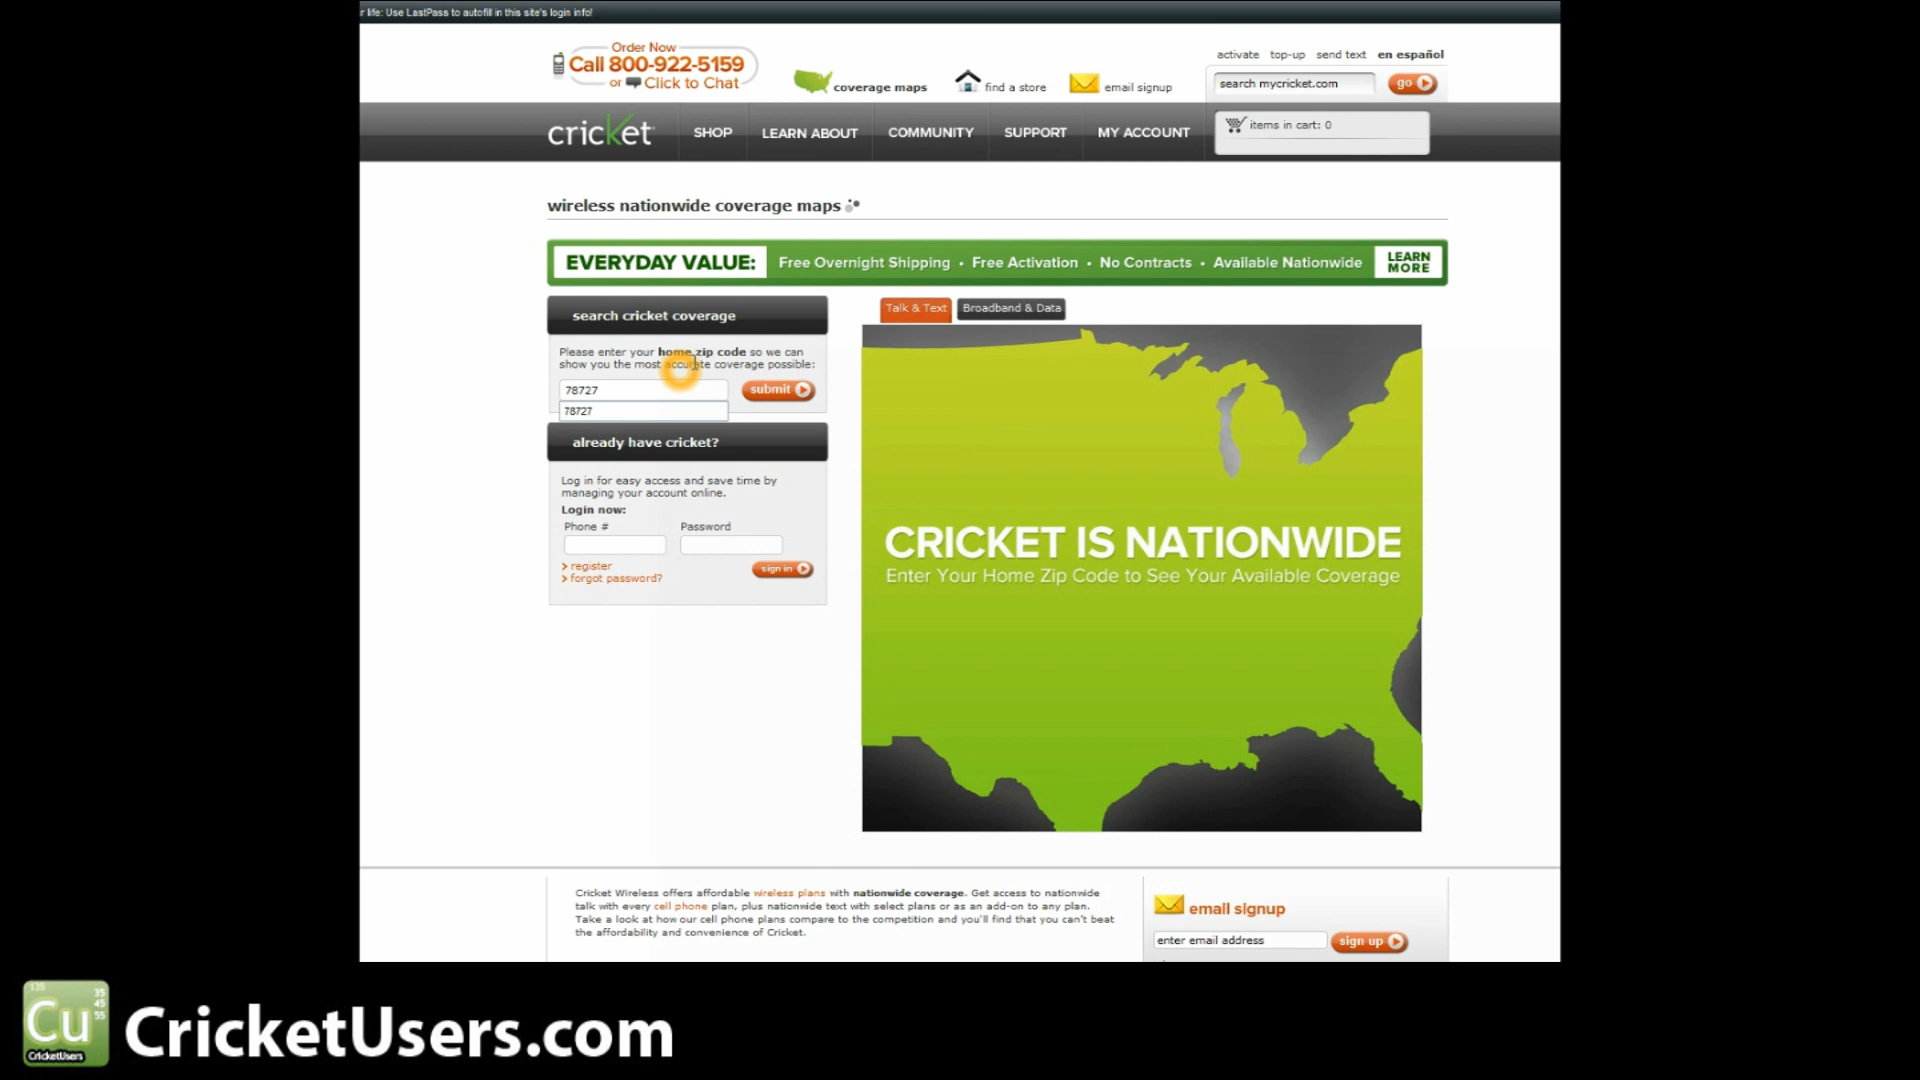 r life: Use LastPass to autofill in this site's login info!
Order Now
Call 800-922-5159
or Click to Chat
coverage maps
find a store
email signup
activate top-up send text en español
search mycricket.com
go
cricket
SHOP
LEARN ABOUT
COMMUNITY
SUPPORT
MY ACCOUNT
items in cart: 0
wireless nationwide coverage maps
EVERYDAY VALUE: Free Overnight Shipping • Free Activation • No Contracts • Available Nationwide
LEARN
MORE
search cricket coverage
Please enter your home zip code so we can
show you the most accurate coverage possible:
78727
submit
78727
already have cricket?
Log in for easy access and save time by
managing your account online.
Login now:
Phone # Password
> register
> forgot password?
sign in
Talk & Text
Broadband & Data
CRICKET IS NATIONWIDE
Enter Your Home Zip Code to See Your Available Coverage
Cricket Wireless offers affordable wireless plans with nationwide coverage. Get access to nationwide
talk with every cell phone plan, plus nationwide text with select plans or as an add-on to any plan.
Take a look at how our cell phone plans compare to the competition and you'll find that you can't beat
the affordability and convenience of Cricket.
email signup
enter email address
sign up
135
35
45
55
Cu
CricketUsers
CricketUsers.com